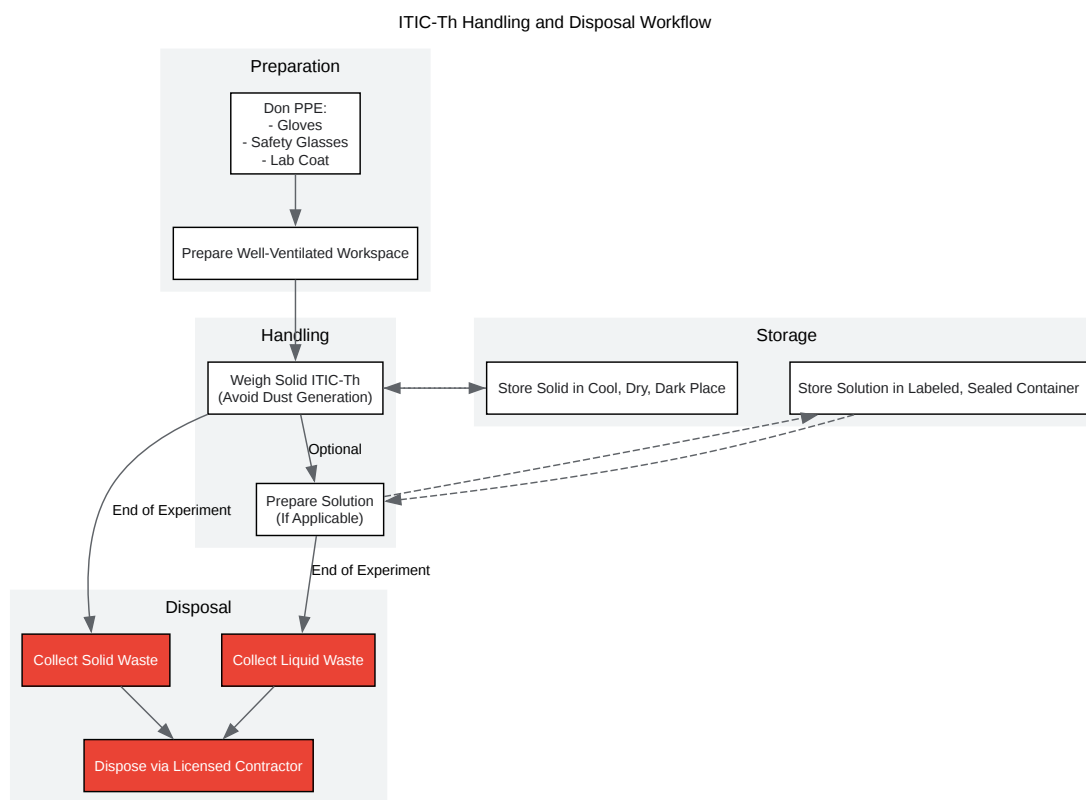 ITIC-Th Handling and Disposal Workflow
Preparation
Don PPE:
- Gloves
- Safety Glasses
- Lab Coat
Prepare Well-Ventilated Workspace
Handling
Storage
Weigh Solid ITIC-Th
(Avoid Dust Generation)
Store Solid in Cool, Dry, Dark Place
Store Solution in Labeled, Sealed Container
Optional
Prepare Solution
(If Applicable)
End of Experiment
End of Experiment
Disposal
Collect Solid Waste
Collect Liquid Waste
Dispose via Licensed Contractor